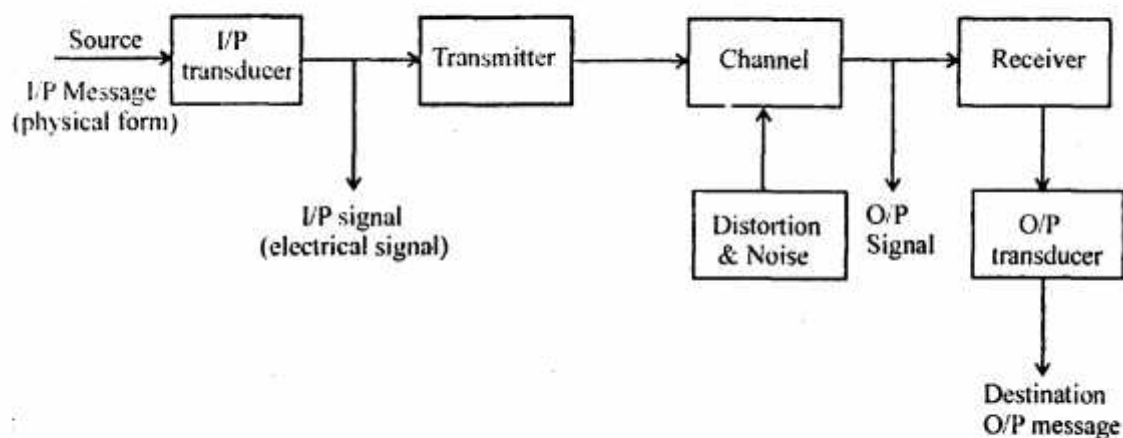 Source
I/P Message
(physical form)
I/P
transducer
I/P signal
(electrical signal)
Transmitter
Channel
Distortion
& Noise
O/P
Signal
Receiver
O/P
transducer
Destination
O/P message